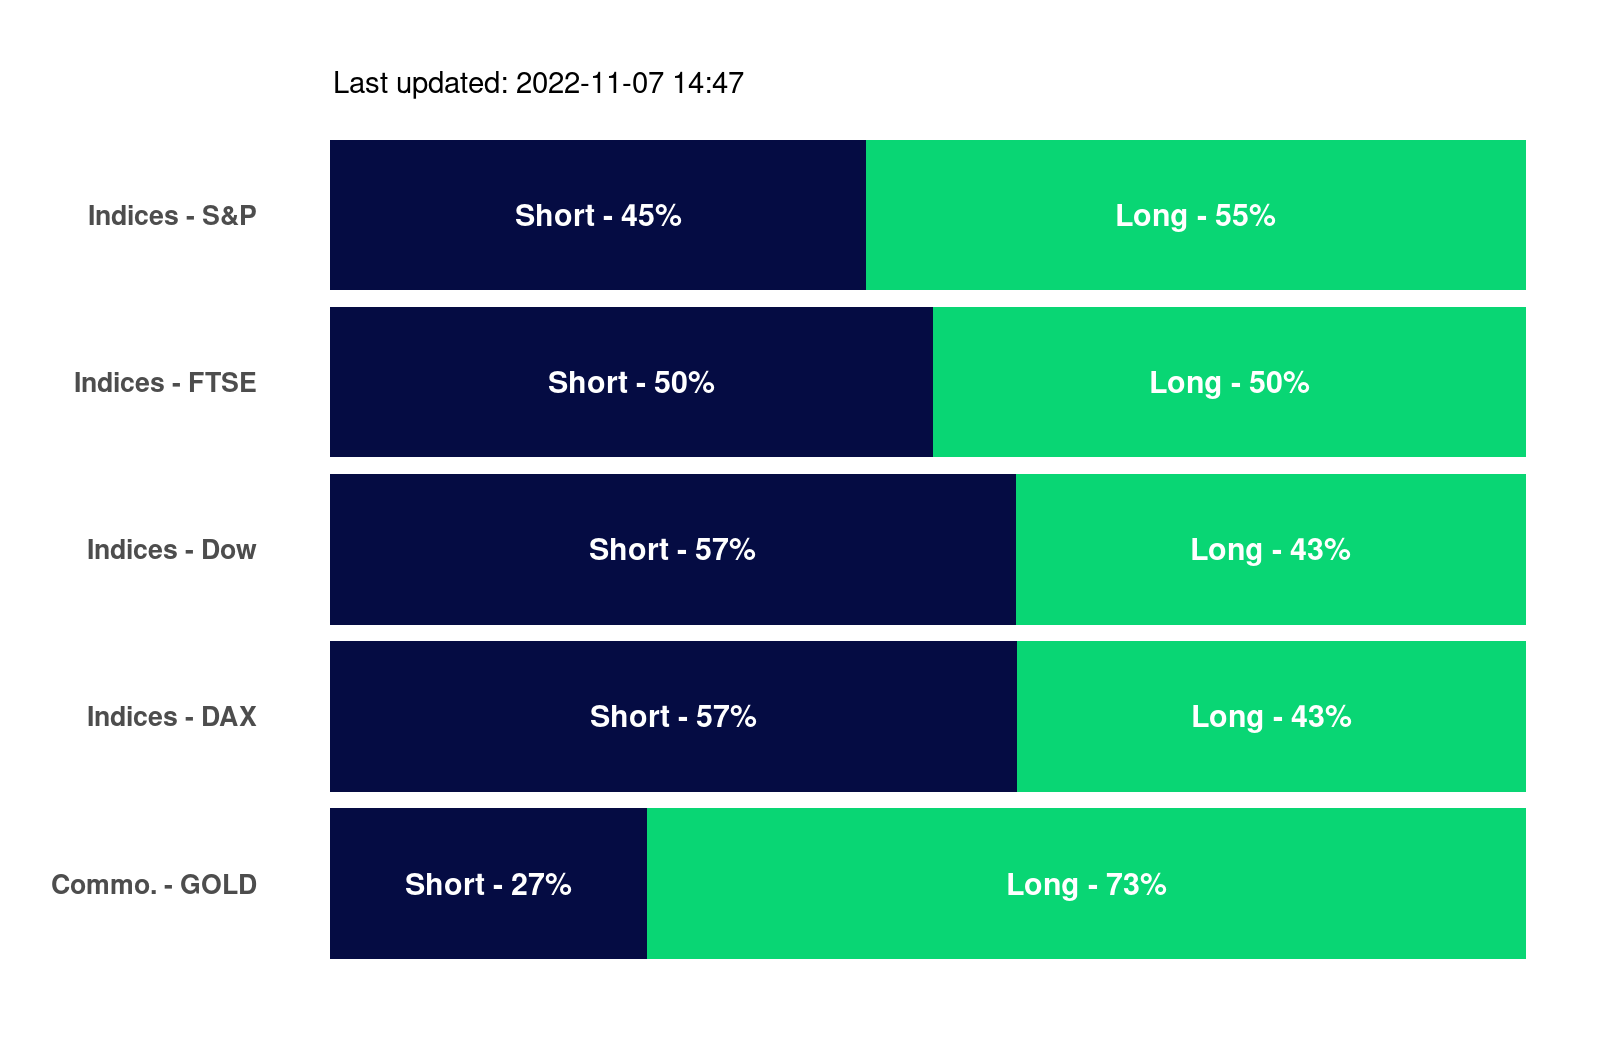 Last updated: 2022-11-07 14:47
Indices - S&P Short - 45% Long - 55%
Indices - FTSE Short - 50% Long - 50%
Indices - Dow Short - 57% Long - 43%
Indices - DAX Short - 57% Long - 43%
Commo. - GOLD Short - 27% Long - 73%